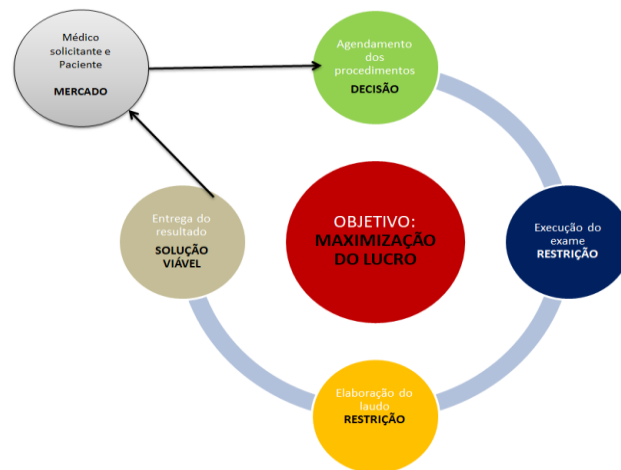 Médico
solicitante e
Paciente
MERCADO
Agendamento
dos
procedimentos
DECISÃO
Execução do
exame
RESTRIÇÃO
Elaboração do
laudo
RESTRIÇÃO
Entrega do
resultado
SOLUÇÃO
VIÁVEL
OBJETIVO:
MAXIMIZAÇÃO
DO LUCRO